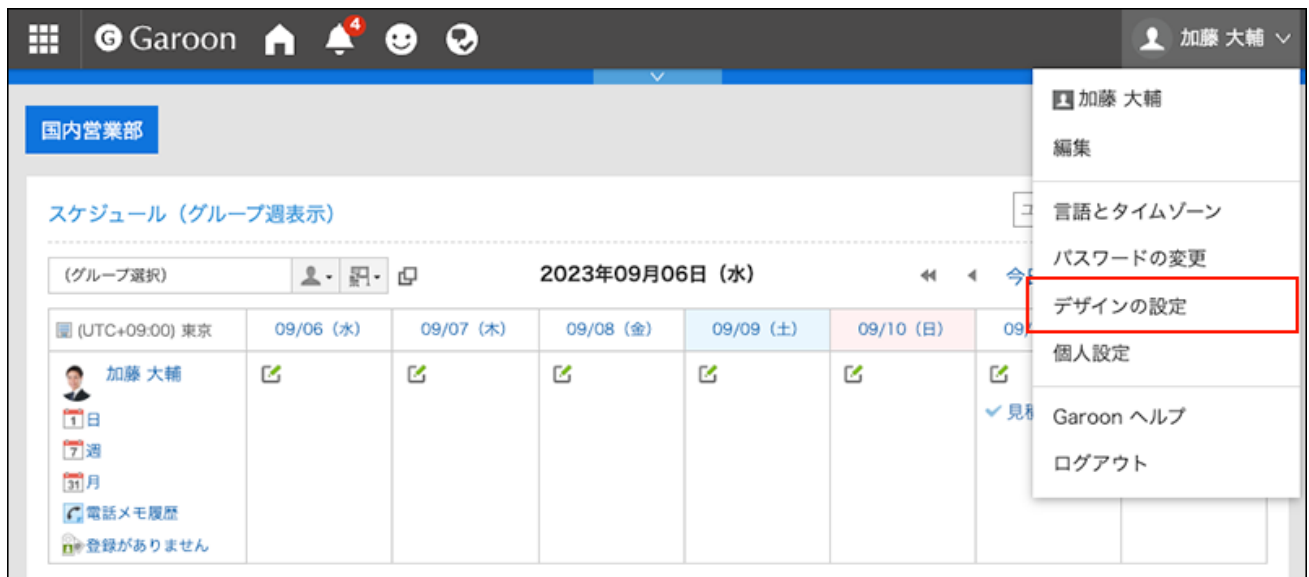 G Garoon 4 加藤 大輔
国内営業部
スケジュール（グループ週表示）
(グループ選択) 2023年09月06日（水）
(UTC+09:00) 東京 09/06（水） 09/07（木） 09/08（金） 09/09（土） 09/10（日） 09/
加藤 大輔
1 日
7 週
31 月
電話メモ履歴
登録がありません
見積
加藤 大輔
編集
言語とタイムゾーン
パスワードの変更
デザインの設定
個人設定
Garoon ヘルプ
ログアウト